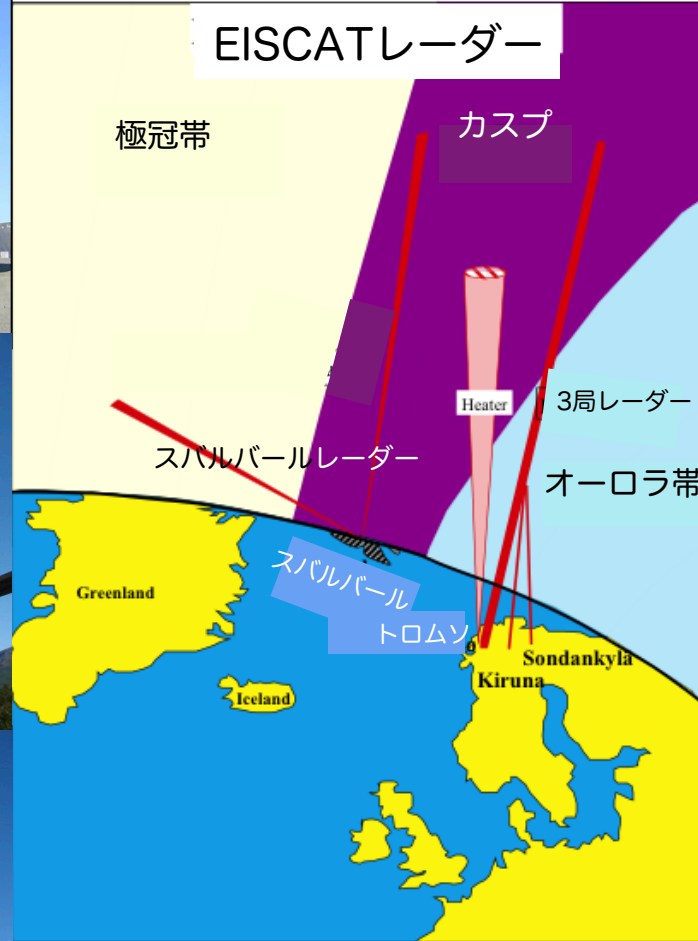 EISCATレーダー
極冠帯
カスプ
Heater
3局レーダー
スバルバールレーダー
オーロラ帯
スバルバール
Greenland
トロムソ
Sondankyla
Kiruna
Iceland